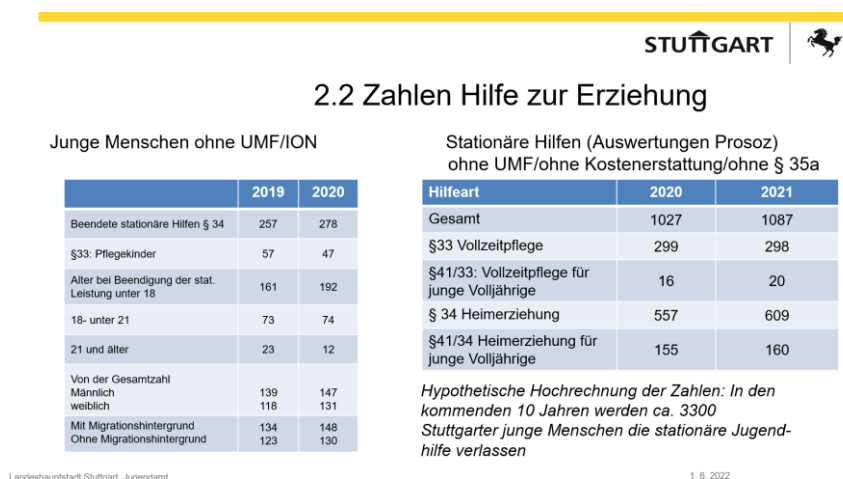 STUTTGART
2.2 Zahlen Hilfe zur Erziehung
Junge Menschen ohne UMF/ION
2019 2020
Beendete stationäre Hilfen § 34 257 278
§33: Pflegekinder 57 47
Alter bei Beendigung der stat.
Leistung unter 18 161 192
18- unter 21 73 74
21 und älter 23 12
Von der Gesamtzahl
Männlich 139 147
weiblich 118 131
Mit Migrationshintergrund 134 148
Ohne Migrationshintergrund 123 130
Stationäre Hilfen (Auswertungen Prosoz)
ohne UMF/ohne Kostenerstattung/ohne § 35a
Hilfeart 2020 2021
Gesamt 1027 1087
§33 Vollzeitpflege 299 298
§41/33: Vollzeitpflege für
junge Volljährige 16 20
§ 34 Heimerziehung 557 609
§41/34 Heimerziehung für
junge Volljährige 155 160
Hypothetische Hochrechnung der Zahlen: In den
kommenden 10 Jahren werden ca. 3300
Stuttgarter junge Menschen die stationäre Jugend-
hilfe verlassen
Landeshauptstadt Stuttgart, Jugendamt
1. 6. 2022